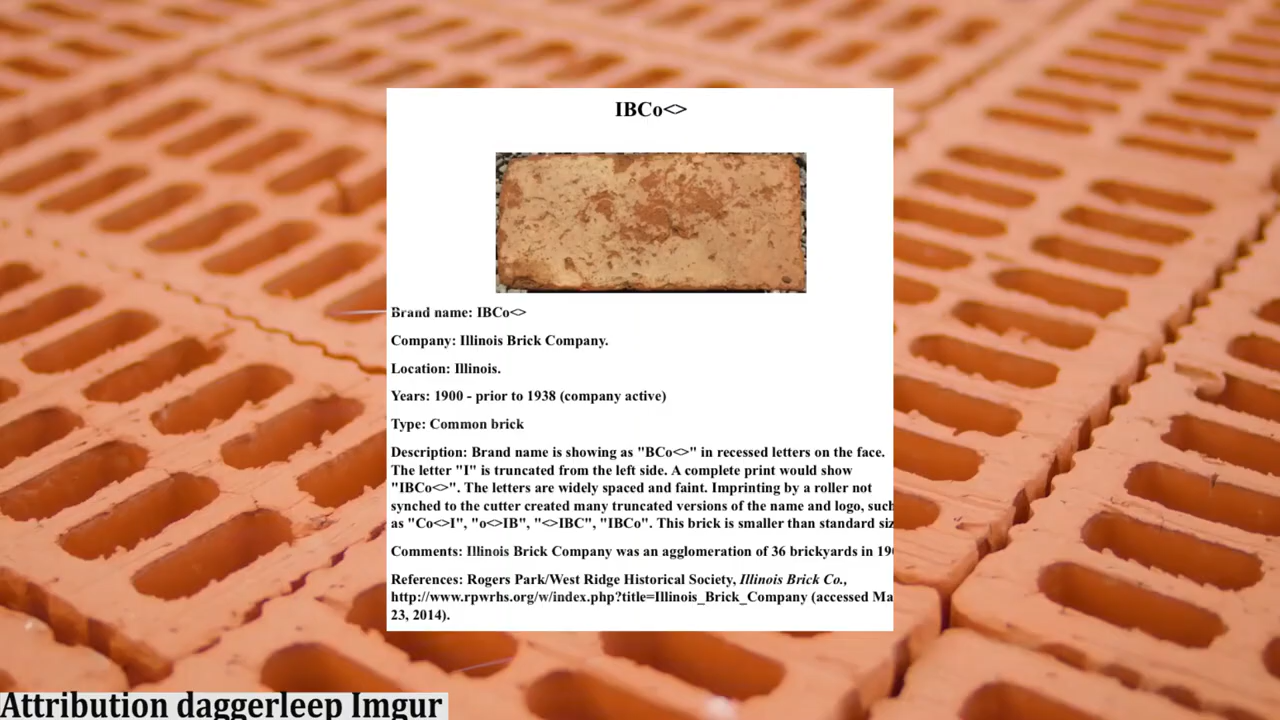 IBCo<>
Brand name: IBCo<>
Company: Illinois Brick Company.
Location: Illinois.
Years: 1900 - prior to 1938 (company active)
Type: Common brick
Description: Brand name is showing as "BCo<>" in recessed letters on the face.
The letter "I" is truncated from the left side. A complete print would show
"IBCo<>". The letters are widely spaced and faint. Imprinting by a roller not
synched to the cutter created many truncated versions of the name and logo, such
as "Co<>I", "o<>IB", "<>IBC", "IBCo". This brick is smaller than standard siz
Comments: Illinois Brick Company was an agglomeration of 36 brickyards in 190
References: Rogers Park/West Ridge Historical Society, Illinois Brick Co.,
http://www.rpwrhs.org/w/index.php?title=Illinois_Brick_Company (accessed Ma
23, 2014).
Attribution daggerleep Imgur